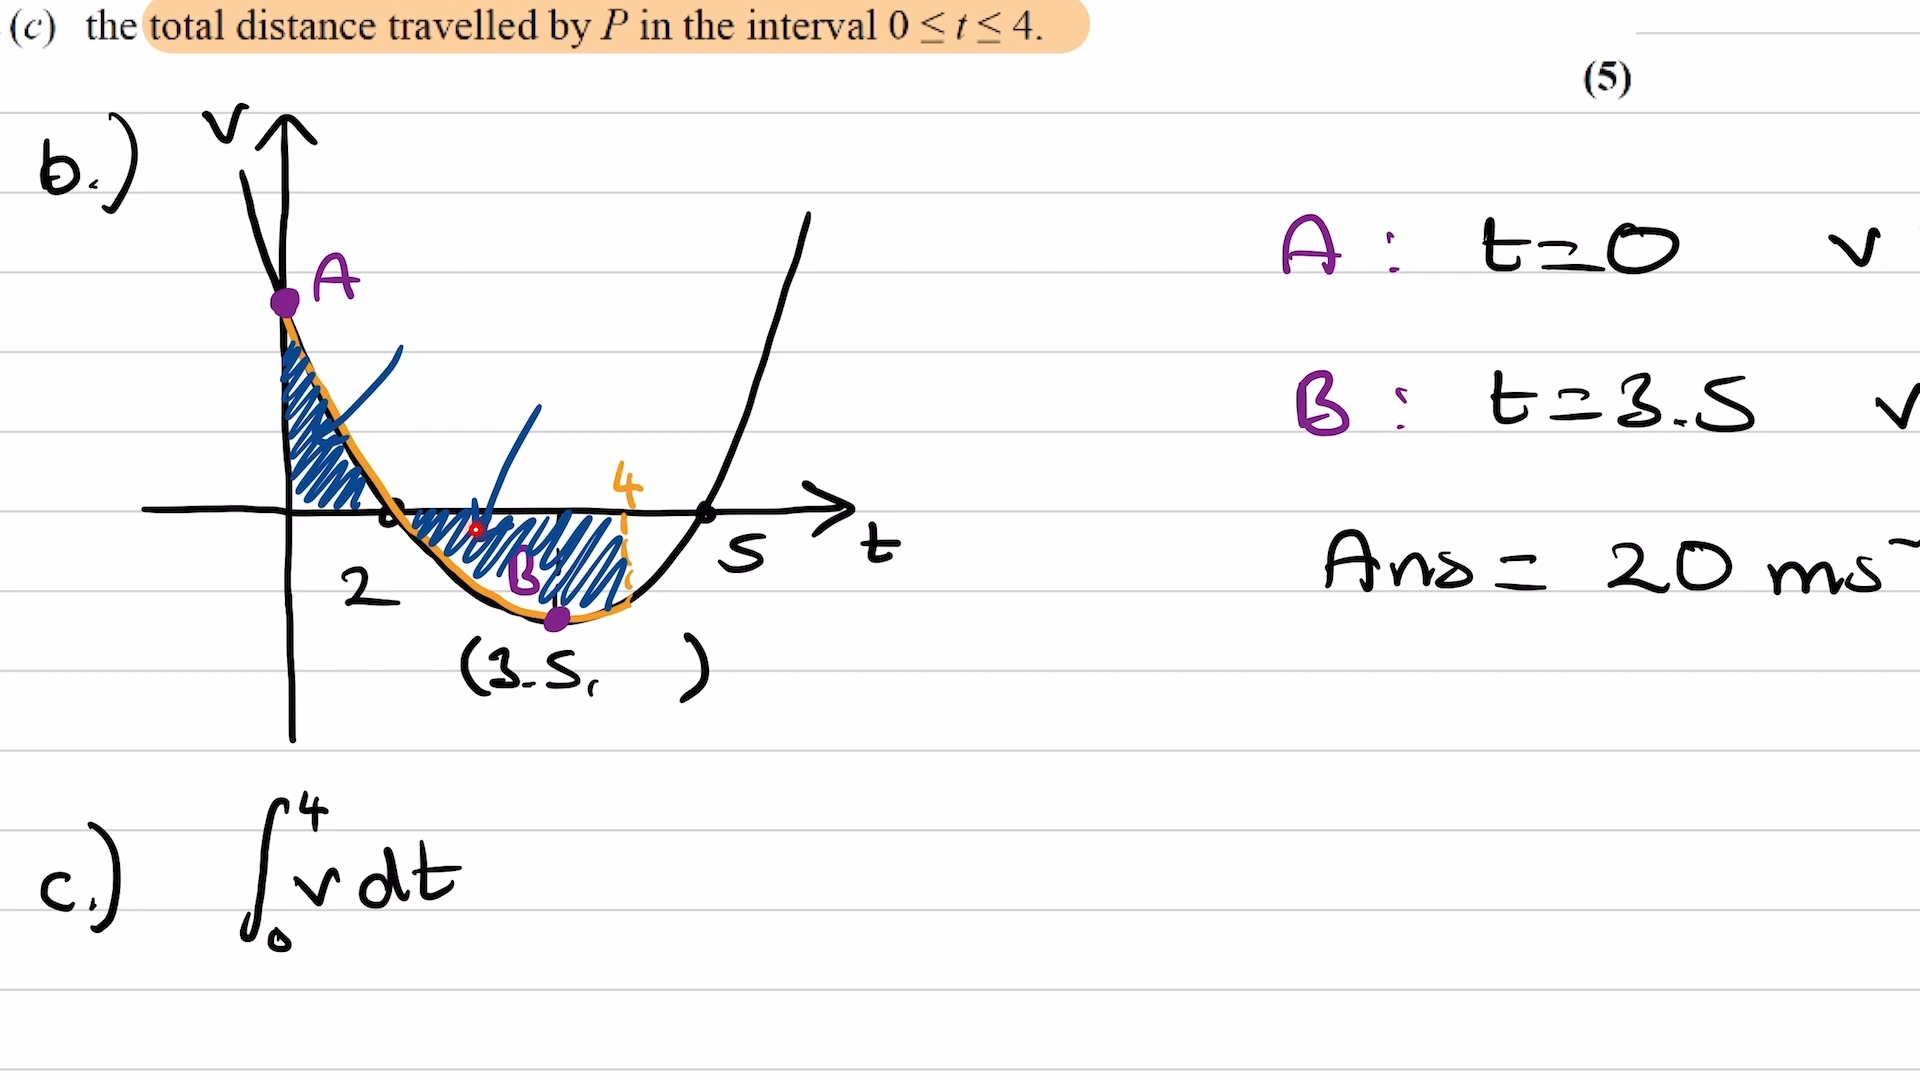 (c) the total distance travelled by P in the interval 0 ≤ t ≤ 4.
(5)
b.)
v
A
4
B
2
5
t
(3.5, )
A : t=0 v
B : t=3.5 v
Ans = 20 ms⁻
c.) ∫₀⁴ v dt